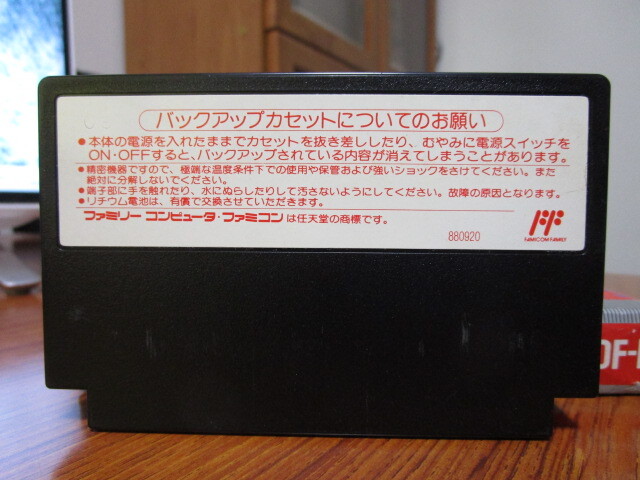 バックアップカセットについてのお願い
●本体の電源を入れたままでカセットを抜き差ししたり、むやみに電源スイッチを
ON・OFFすると、バックアップされている内容が消えてしまうことがあります。
●精密機器ですので、極端な温度条件下での使用や保管および強いショックをさけてください。また
絶対に分解しないでください。
●端子部に手を触れたり、水にぬらしたりして汚さないようにしてください。故障の原因となります。
●リチウム電池は、有償で交換させていただきます。
ファミリー コンピュータ・ファミコン は任天堂の商標です。
FAMICOM FAMILY
880920